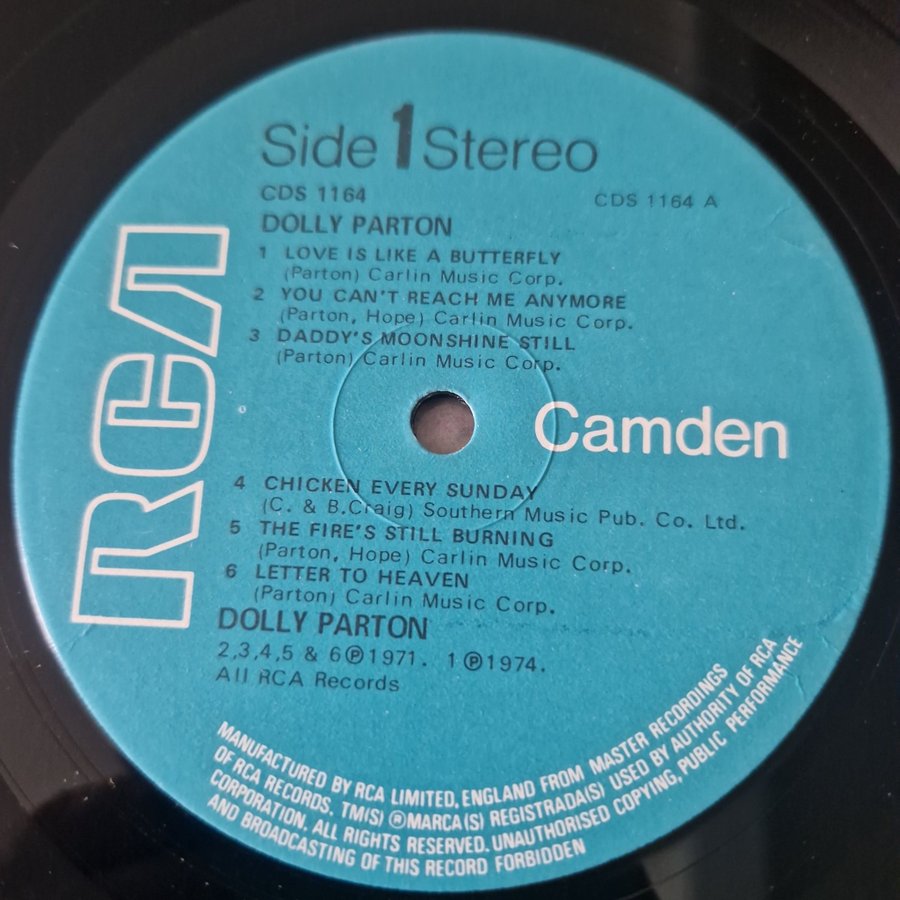 Side 1 Stereo
CDS 1164
CDS 1164 A
DOLLY PARTON
1 LOVE IS LIKE A BUTTERFLY
(Parton) Carlin Music Corp.
2 YOU CAN'T REACH ME ANYMORE
(Parton, Hope) Carlin Music Corp.
3 DADDY'S MOONSHINE STILL
(Parton) Carlin Music Corp.
RCA
Camden
4 CHICKEN EVERY SUNDAY
(C. & B.Craig) Southern Music Pub. Co. Ltd.
5 THE FIRE'S STILL BURNING
(Parton, Hope) Carlin Music Corp.
6 LETTER TO HEAVEN
(Parton) Carlin Music Corp.
DOLLY PARTON
2,3,4,5 & 6 ℗ 1971. 1 ℗ 1974.
All RCA Records
MANUFACTURED BY RCA LIMITED, ENGLAND FROM MASTER RECORDINGS
OF RCA RECORDS. TM(S) ® MARCA(S) REGISTRADA(S) USED BY AUTHORITY OF RCA
CORPORATION. ALL RIGHTS RESERVED. UNAUTHORISED COPYING, PUBLIC PERFORMANCE
AND BROADCASTING OF THIS RECORD FORBIDDEN